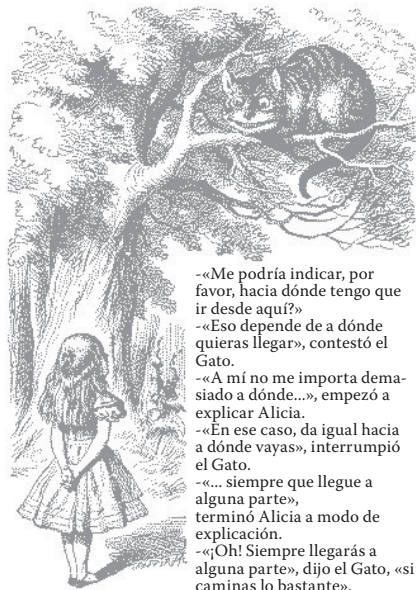 -«Me podría indicar, por
favor, hacia dónde tengo que
ir desde aquí?»
-«Eso depende de a dónde
quieras llegar», contestó el
Gato.
-«A mí no me importa dema-
siado a dónde...», empezó a
explicar Alicia.
-«En ese caso, da igual hacia
a dónde vayas», interrumpió
el Gato.
-«... siempre que llegue a
alguna parte»,
terminó Alicia a modo de
explicación.
-«¡Oh! Siempre llegarás a
alguna parte», dijo el Gato, «si
caminas lo bastante».